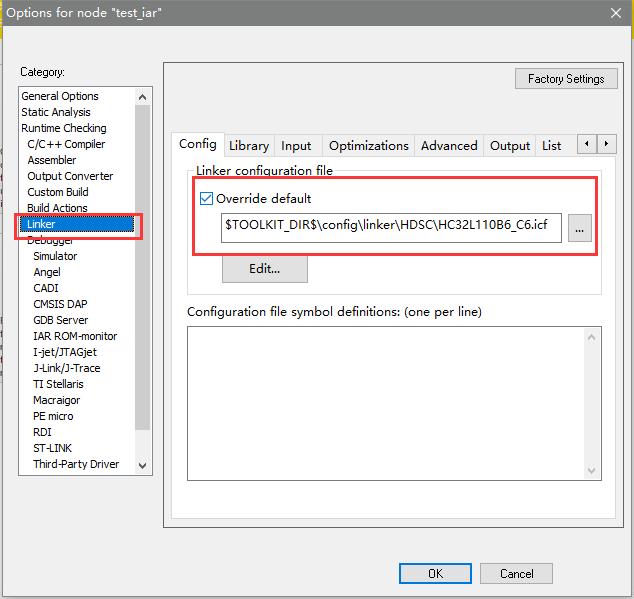 Options for node "test_iar"
Category:
Factory Settings
General Options
Static Analysis
Runtime Checking
C/C++ Compiler
Assembler
Output Converter
Custom Build
Build Actions
Linker
Debugger
Simulator
Angel
CADI
CMSIS DAP
GDB Server
IAR ROM-monitor
I-jet/JTAGjet
J-Link/J-Trace
TI Stellaris
Macraigor
PE micro
RDI
ST-LINK
Third-Party Driver
Config Library Input Optimizations Advanced Output List
Linker configuration file
Override default
$TOOLKIT_DIR$\config\linker\HDSC\HC32L110B6_C6.icf
...
Edit...
Configuration file symbol definitions: (one per line)
OK Cancel